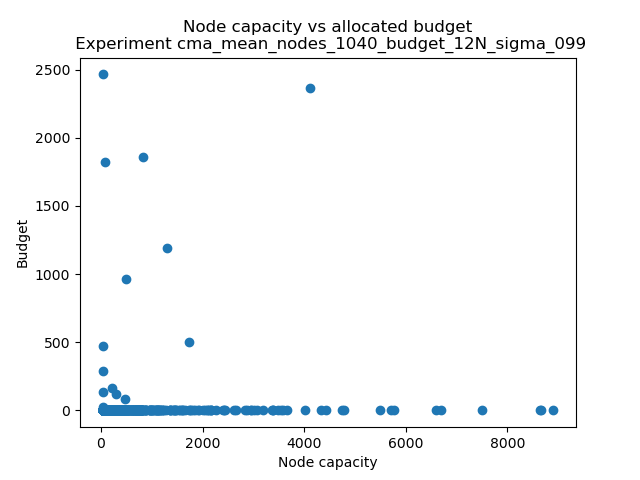 Node capacity vs allocated budget
Experiment cma_mean_nodes_1040_budget_12N_sigma_099
2500
2000
1500
1000
500
0
Budget
0 2000 4000 6000 8000
Node capacity